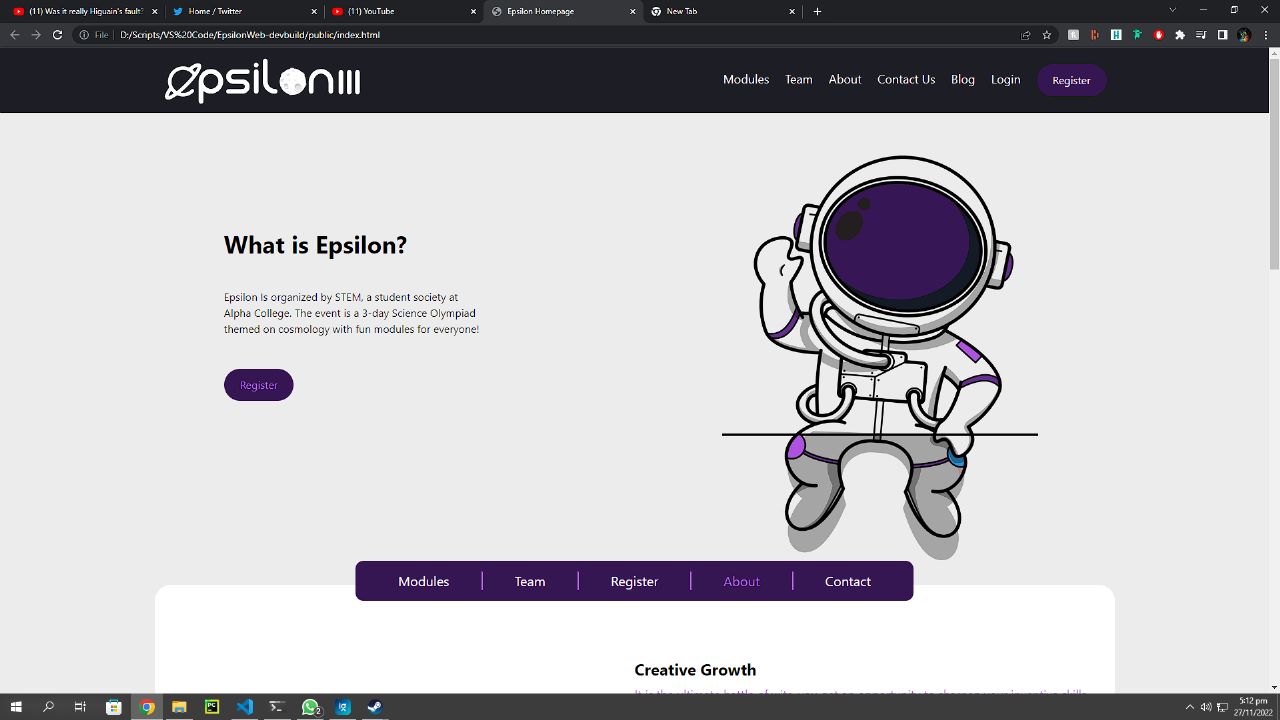 (11) Was it really Higuain's fault?
Home / Twitter
(11) YouTube
Epsilon Homepage
New Tab
File
D:/Scripts/VS%20Code/EpsilonWeb-devbuild/public/index.html
epsilon III
Modules
Team
About
Contact Us
Blog
Login
Register
What is Epsilon?
Epsilon Is organized by STEM, a student society at
Alpha College. The event is a 3-day Science Olympiad
themed on cosmology with fun modules for everyone!
Register
Modules
Team
Register
About
Contact
Creative Growth
5:12 pm
27/11/2022
2